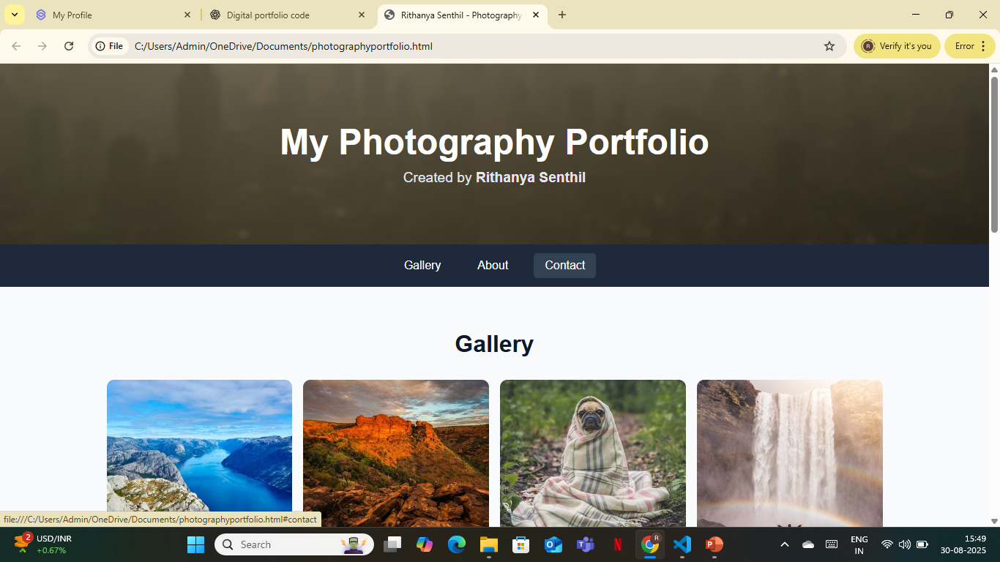 My Profile
Digital portfolio code
Rithanya Senthil - Photography
File
C:/Users/Admin/OneDrive/Documents/photographyportfolio.html
R
Verify it's you
Error
My Photography Portfolio
Created by Rithanya Senthil
Gallery
About
Contact
Gallery
file:///C:/Users/Admin/OneDrive/Documents/photographyportfolio.html#contact
2
USD/INR
+0.67%
Search
N
R
P
ENG
IN
15:49
30-08-2025